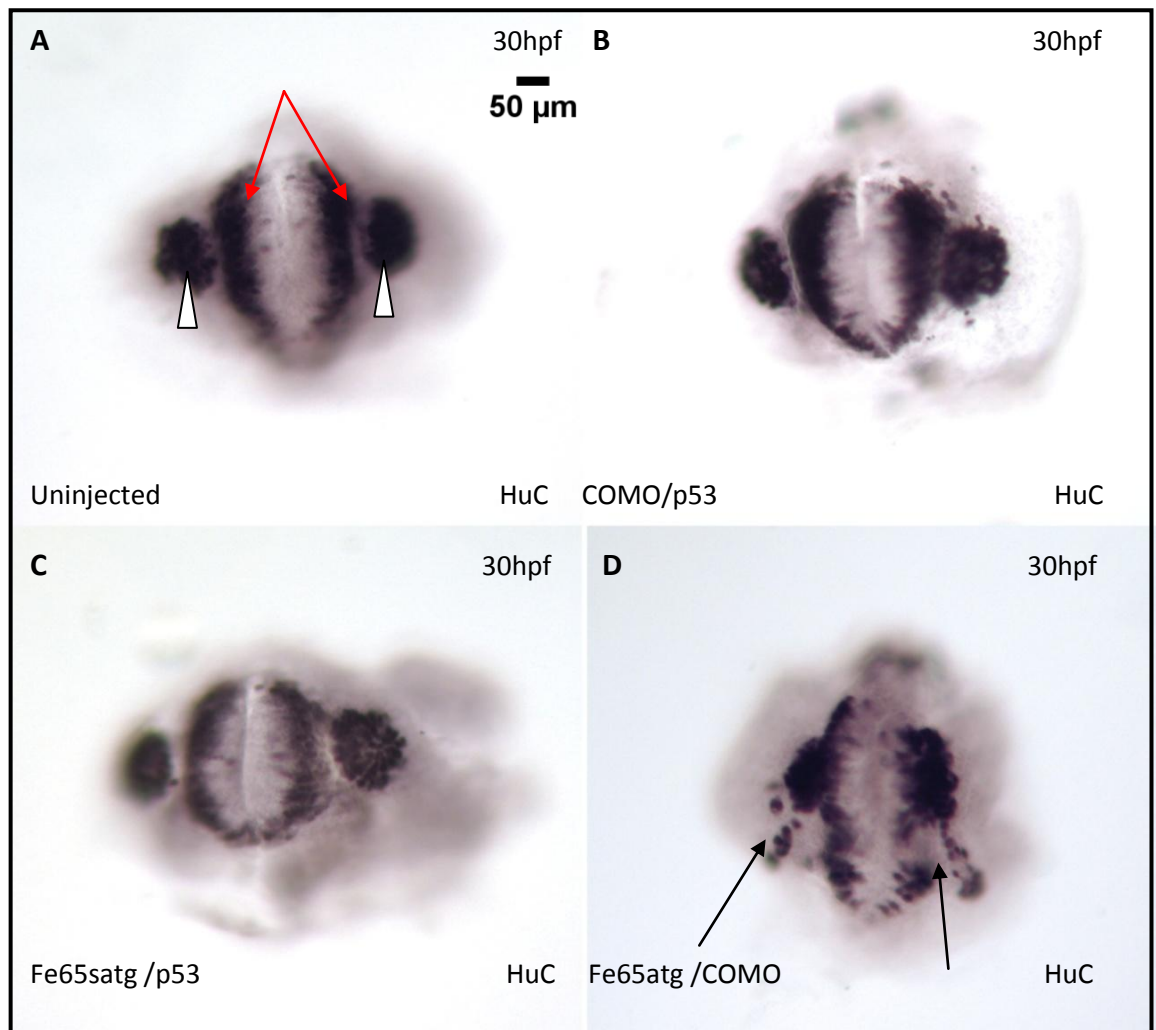 A 30hpf
50 µm
Uninjected HuC
B 30hpf
COMO/p53 HuC
C 30hpf
Fe65satg /p53 HuC
D 30hpf
Fe65atg /COMO HuC